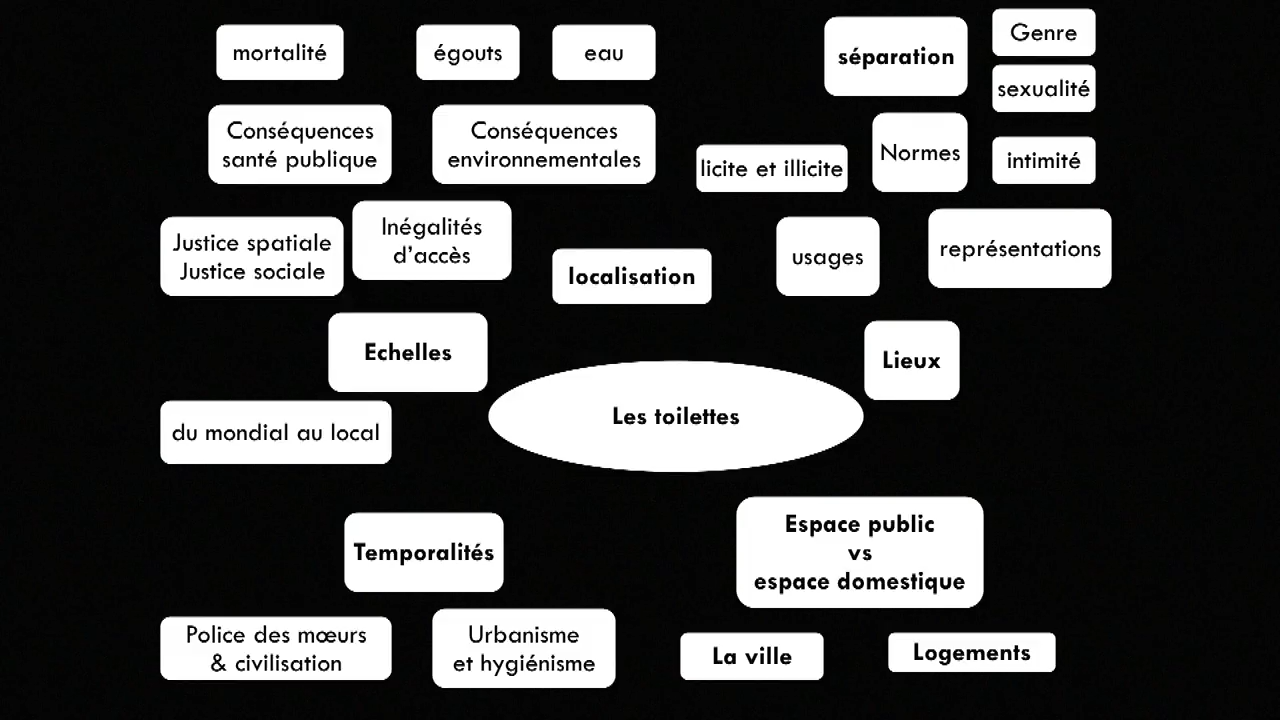 mortalité
égouts
eau
séparation
Genre
sexualité
Conséquences
santé publique
Conséquences
environnementales
licite et illicite
Normes
intimité
Justice spatiale
Justice sociale
Inégalités
d’accès
localisation
usages
représentations
Echelles
Lieux
Les toilettes
du mondial au local
Temporalités
Espace public
vs
espace domestique
Police des mœurs
& civilisation
Urbanisme
et hygiénisme
La ville
Logements